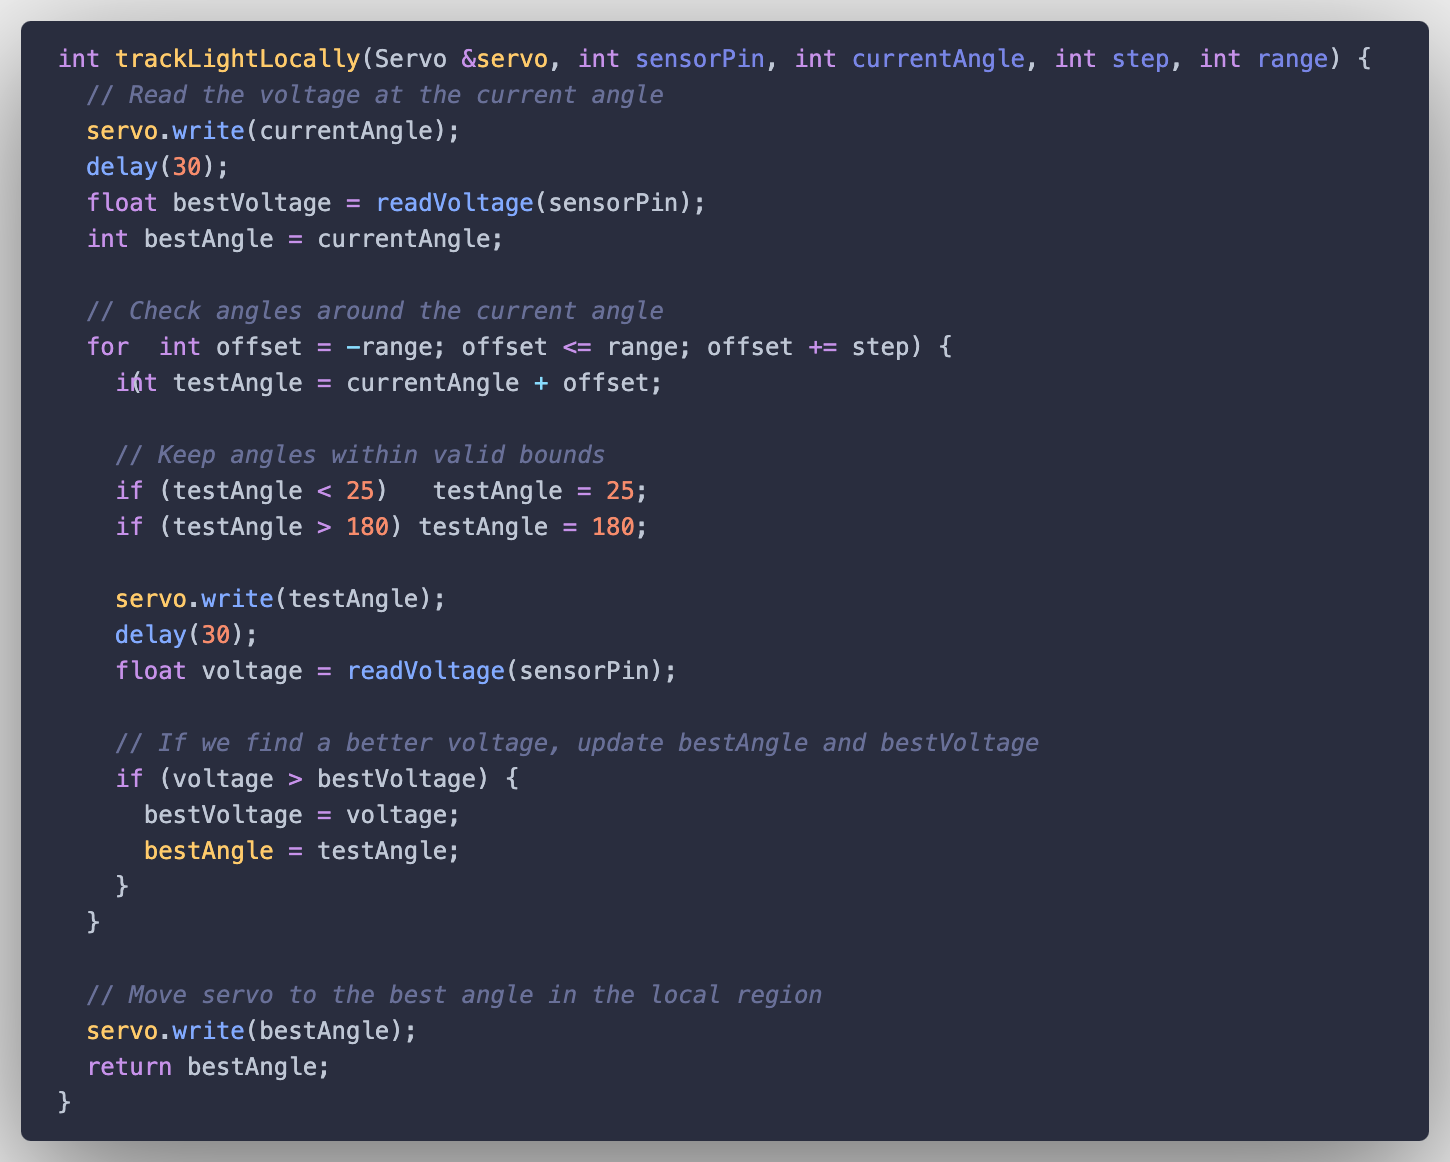 int trackLightLocally(Servo &servo, int sensorPin, int currentAngle, int step, int range) {
  // Read the voltage at the current angle
  servo.write(currentAngle);
  delay(30);
  float bestVoltage = readVoltage(sensorPin);
  int bestAngle = currentAngle;

  // Check angles around the current angle
  for  int offset = -range; offset <= range; offset += step) {
    int testAngle = currentAngle + offset;
     (

    // Keep angles within valid bounds
    if (testAngle < 25)   testAngle = 25;
    if (testAngle > 180) testAngle = 180;

    servo.write(testAngle);
    delay(30);
    float voltage = readVoltage(sensorPin);

    // If we find a better voltage, update bestAngle and bestVoltage
    if (voltage > bestVoltage) {
      bestVoltage = voltage;
      bestAngle = testAngle;
    }
  }

  // Move servo to the best angle in the local region
  servo.write(bestAngle);
  return bestAngle;
}